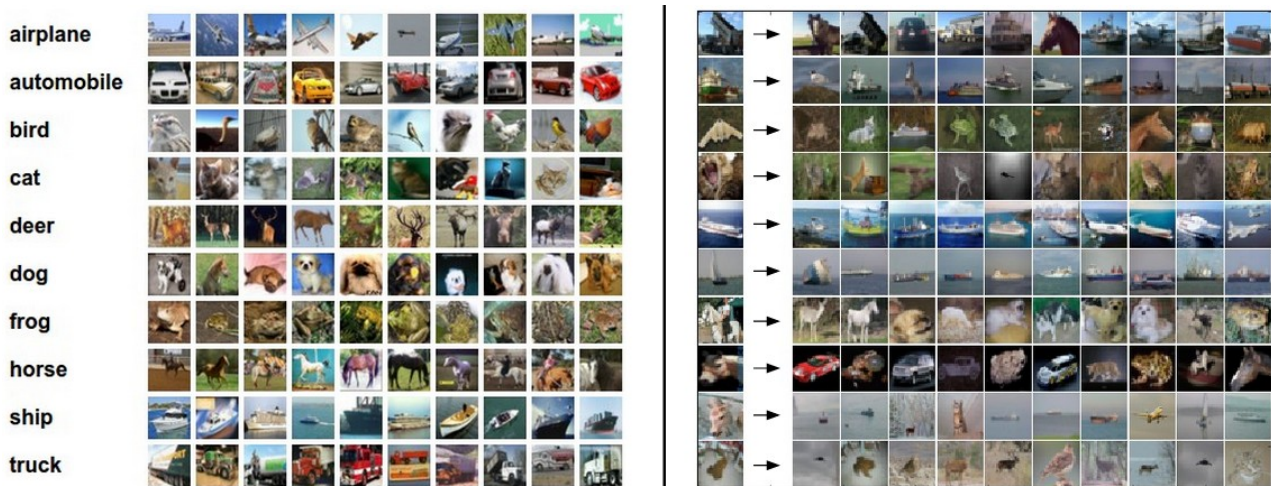 airplane
automobile
bird
cat
deer
dog
frog
horse
ship
truck